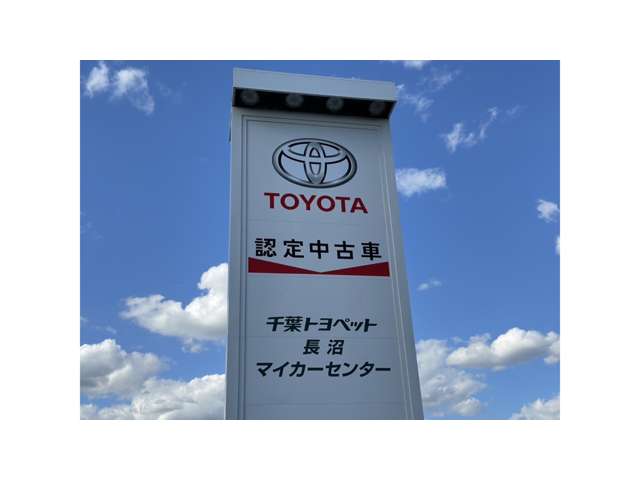 TOYOTA
認定中古車
千葉トヨペット
長沼
マイカーセンター